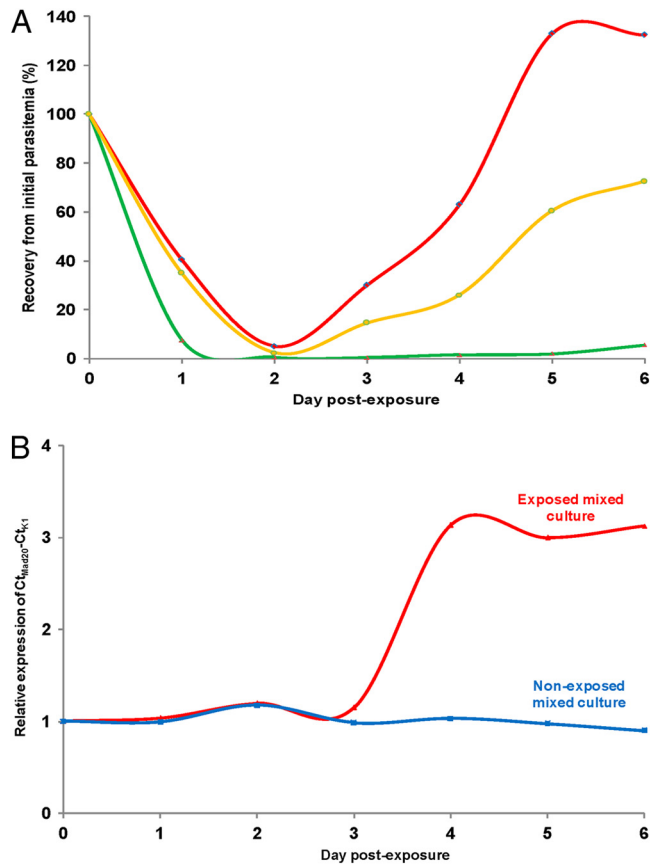 A
140
120
100
80
60
40
20
0
Recovery from initial parasitemia (%)
0 1 2 3 4 5 6
Day post-exposure
B
4
3
2
1
0
Relative expression of Ct_Mad20-Ct_K1
Exposed mixed
culture
Non-exposed
mixed culture
0 1 2 3 4 5 6
Day post-exposure